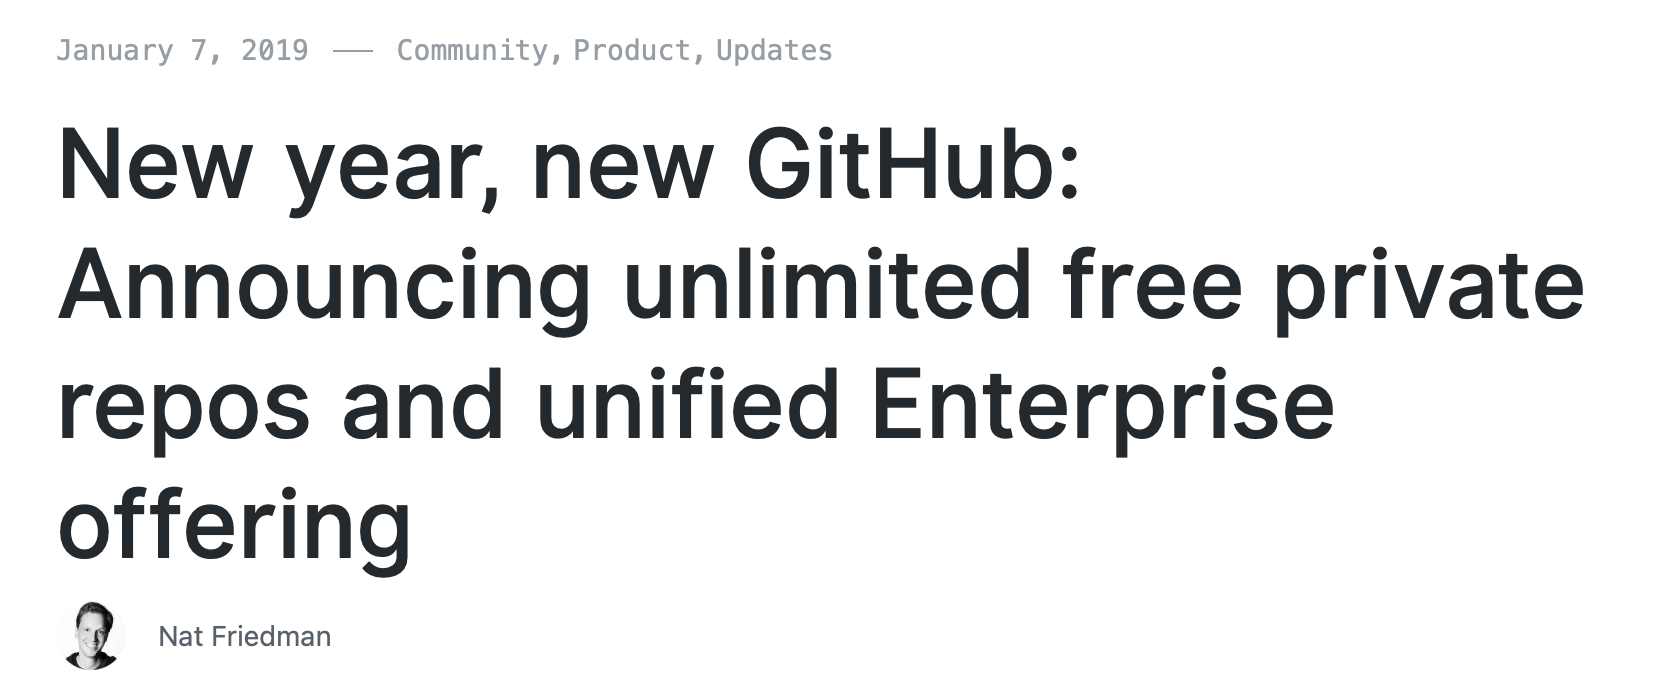 January 7, 2019 — Community, Product, Updates
New year, new GitHub:
Announcing unlimited free private
repos and unified Enterprise
offering
Nat Friedman